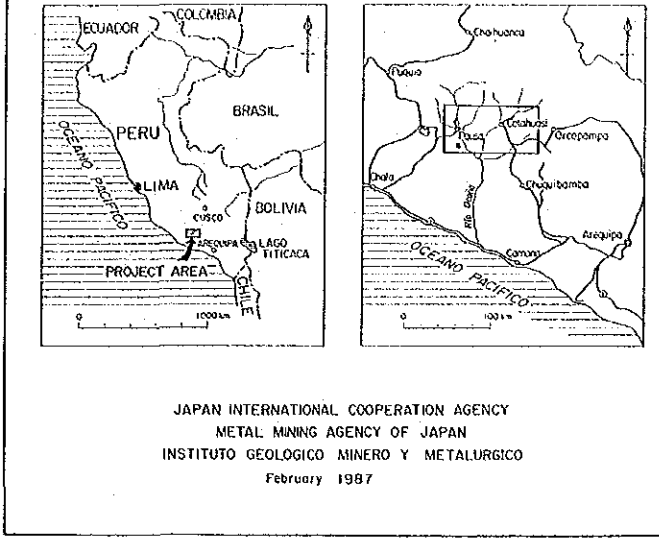 COLOMBIA
ECUADOR
BRASIL
PERU
OCEANO PACIFICO
LIMA
CUSCO
BOLIVIA
AREQUIPA
LAGO
TITICACA
PROJECT AREA
CHILE
0 1000 km
Chalhuanca
Puquio
Cotahuasi
Pausa
Orcopampa
Chala
Río Ocoña
Chuquibamba
Arequipa
Camana
OCEANO PACIFICO
0 100 km
JAPAN INTERNATIONAL COOPERATION AGENCY
METAL MINING AGENCY OF JAPAN
INSTITUTO GEOLOGICO MINERO Y METALURGICO
February 1987